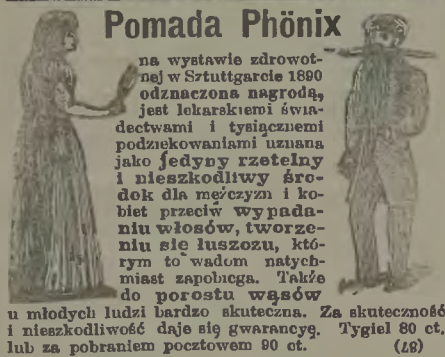 Pomada Phönix
na wystawie zdrowot-
nej w Sztuttgarcie 1890
odznaczona nagrodą,
jest lekarskiemi świa-
dectwami i tysiącznemi
podziękowaniami uznana
jako jedyny rzetelny
i nieszkodliwy śro-
dek dla mężczyzn i ko-
biet przeciw wypada-
niu włosów, tworze-
niu się łuszozu, któ-
rym to wadom natych-
miast zapobiega. Także
do porostu wąsów
u młodych ludzi bardzo skuteczna. Za skuteczność
i nieszkodliwość daje się gwarancyę. Tygiel 80 ct.
lub za pobraniem pocztowem 90 ct. (48)